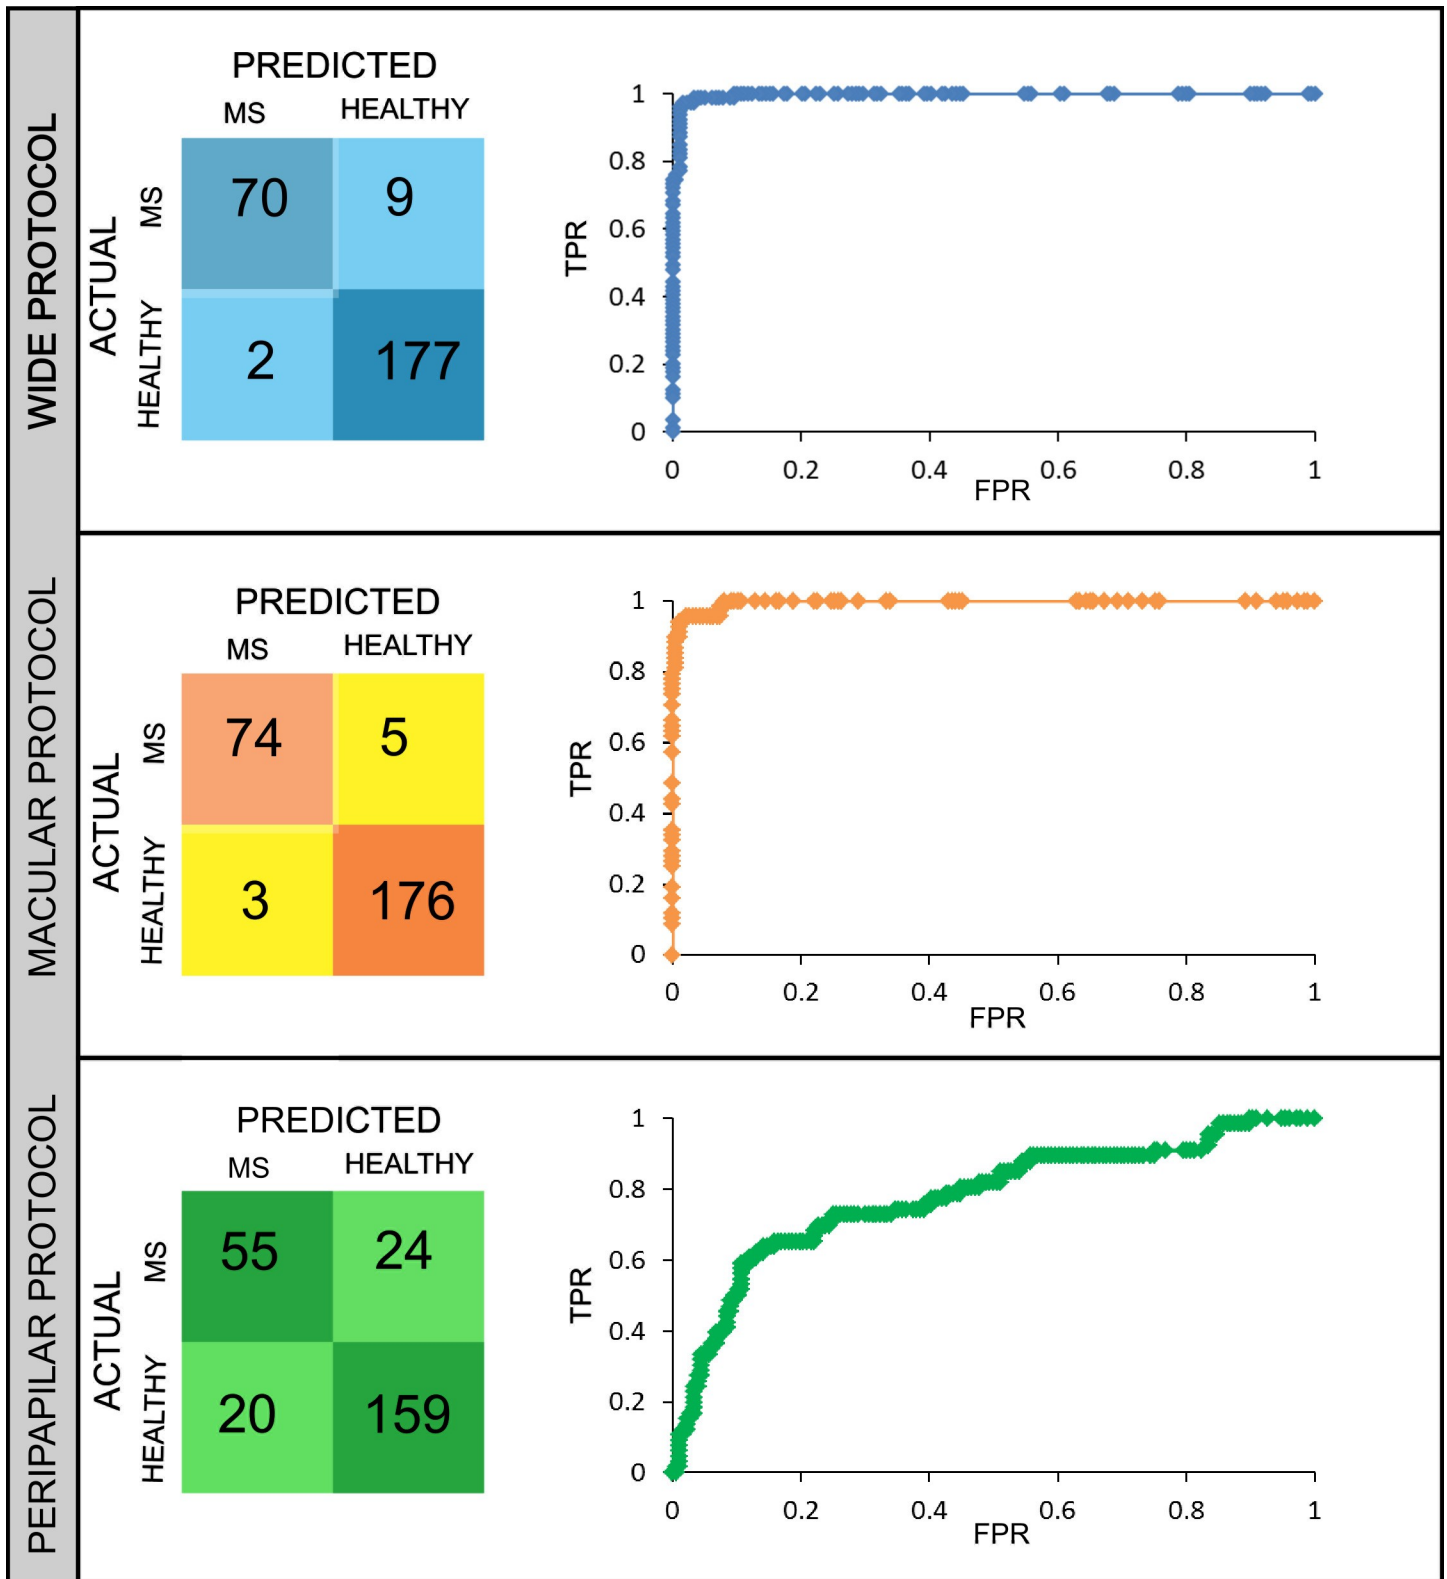 WIDE PROTOCOL
PREDICTED
MS HEALTHY
ACTUAL
MS
70 9
HEALTHY
2 177
TPR
1
0.8
0.6
0.4
0.2
0
0 0.2 0.4 0.6 0.8 1
FPR
MACULAR PROTOCOL
PREDICTED
MS HEALTHY
ACTUAL
MS
74 5
HEALTHY
3 176
TPR
1
0.8
0.6
0.4
0.2
0
0 0.2 0.4 0.6 0.8 1
FPR
PERIPAPILAR PROTOCOL
PREDICTED
MS HEALTHY
ACTUAL
MS
55 24
HEALTHY
20 159
TPR
1
0.8
0.6
0.4
0.2
0
0 0.2 0.4 0.6 0.8 1
FPR